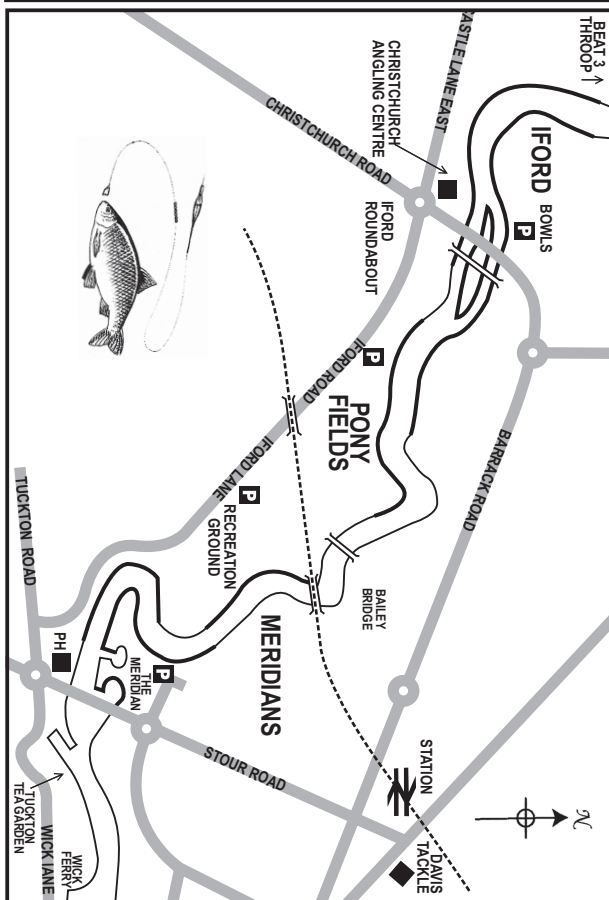 BEAT 3
THROOP
IFORD
BOWLS
P
CASTLE LANE EAST
CHRISTCHURCH
ANGLING CENTRE
CHRISTCHURCH ROAD
IFORD
ROUNDABOUT
P
IFORD ROAD
PONY
FIELDS
BARRACK ROAD
IFORD LANE
P
RECREATION
GROUND
BAILEY
BRIDGE
MERIDIANS
TUCKTON ROAD
PH
P
THE
MERIDIAN
STOUR ROAD
STATION
N
DAVIS
TACKLE
TUCKTON
TEA GARDEN
WICK LANE
WICK
FERRY